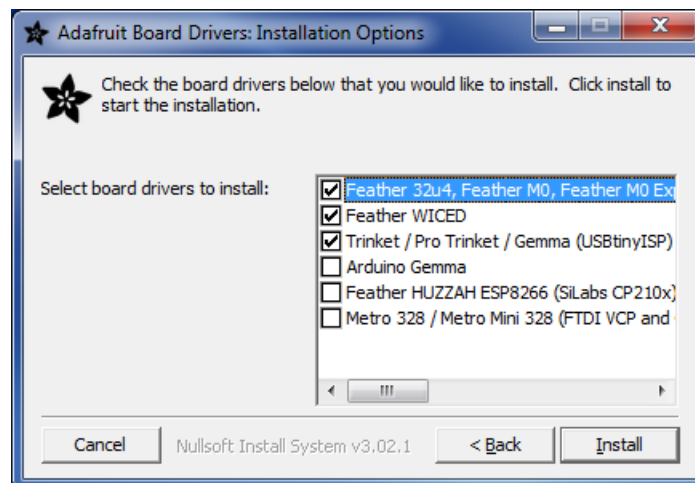 Adafruit Board Drivers: Installation Options
Check the board drivers below that you would like to install. Click install to
start the installation.
Select board drivers to install:
Feather 32u4, Feather M0, Feather M0 Exp
Feather WICED
Trinket / Pro Trinket / Gemma (USBtinyISP)
Arduino Gemma
Feather HUZZAH ESP8266 (SiLabs CP210x)
Metro 328 / Metro Mini 328 (FTDI VCP and
Cancel
Nullsoft Install System v3.02.1
< Back
Install